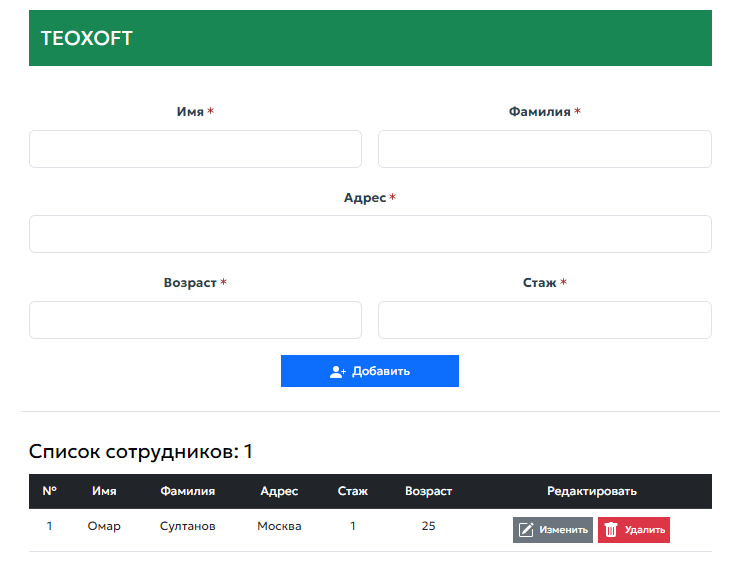 TEOXOFT
Имя * Фамилия *
Адрес *
Возраст * Стаж *
Добавить
Список сотрудников: 1
№ Имя Фамилия Адрес Стаж Возраст Редактировать
1 Омар Султанов Москва 1 25 Изменить Удалить